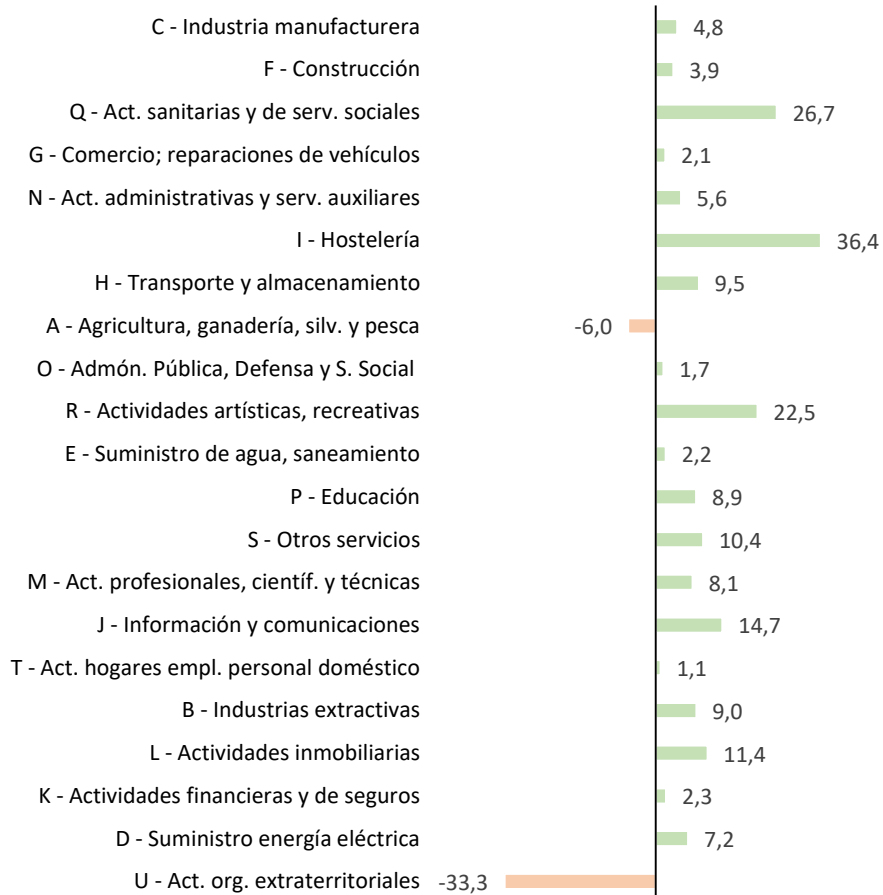 C - Industria manufacturera 4,8
F - Construcción 3,9
Q - Act. sanitarias y de serv. sociales 26,7
G - Comercio; reparaciones de vehículos 2,1
N - Act. administrativas y serv. auxiliares 5,6
I - Hostelería 36,4
H - Transporte y almacenamiento 9,5
A - Agricultura, ganadería, silv. y pesca -6,0
O - Admón. Pública, Defensa y S. Social 1,7
R - Actividades artísticas, recreativas 22,5
E - Suministro de agua, saneamiento 2,2
P - Educación 8,9
S - Otros servicios 10,4
M - Act. profesionales, científ. y técnicas 8,1
J - Información y comunicaciones 14,7
T - Act. hogares empl. personal doméstico 1,1
B - Industrias extractivas 9,0
L - Actividades inmobiliarias 11,4
K - Actividades financieras y de seguros 2,3
D - Suministro energía eléctrica 7,2
U - Act. org. extraterritoriales -33,3